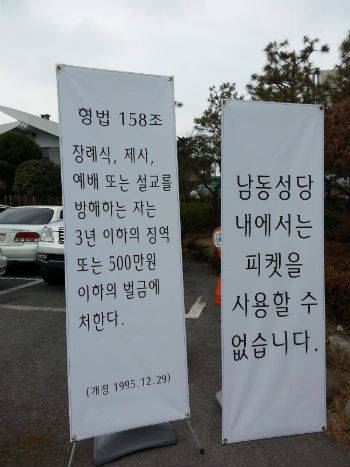 형법 158조
장례식, 제사,
예배 또는 설교를
방해하는 자는
3년 이하의 징역
또는 500만원
이하의 벌금에
처한다.
(개정 1995.12.29)
남동성당
내에서는
피켓을
사용할 수
없습니다.